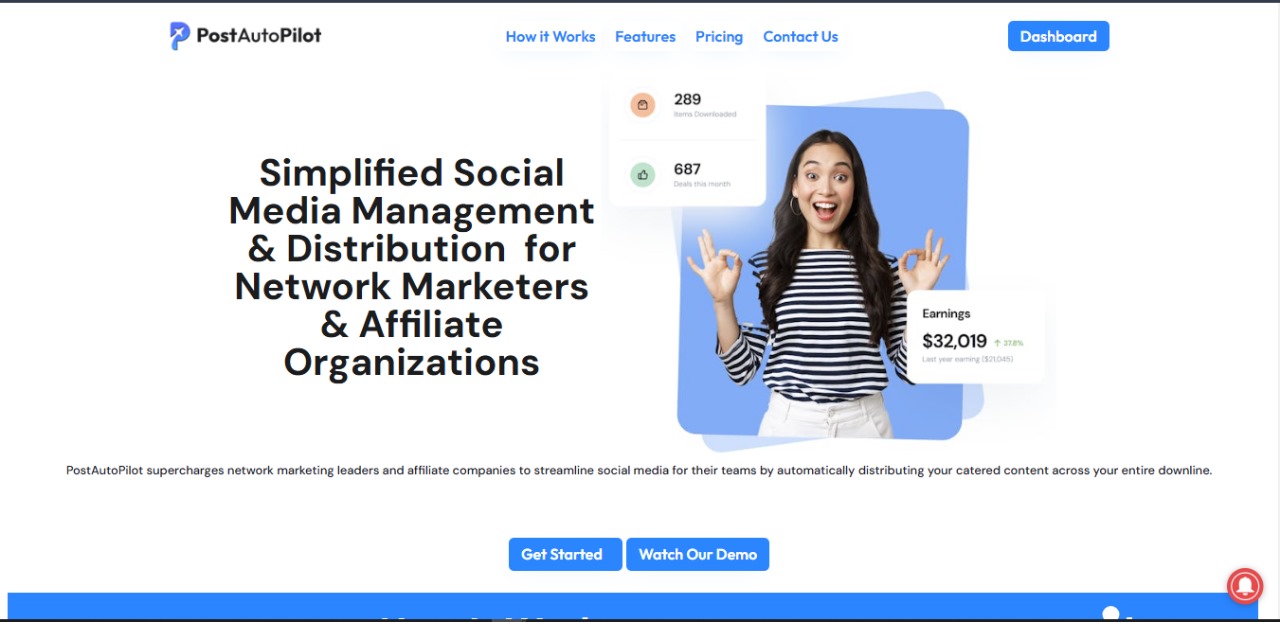 PostAutoPilot
How it Works
Features
Pricing
Contact Us
Dashboard
289
Items Downloaded
687
Deals this month
Simplified Social
Media Management
& Distribution for
Network Marketers
& Affiliate
Organizations
Earnings
$32,019 ↑ 37.8%
Last year earning ($21,045)
PostAutoPilot supercharges network marketing leaders and affiliate companies to streamline social media for their teams by automatically distributing your catered content across your entire downline.
Get Started
Watch Our Demo